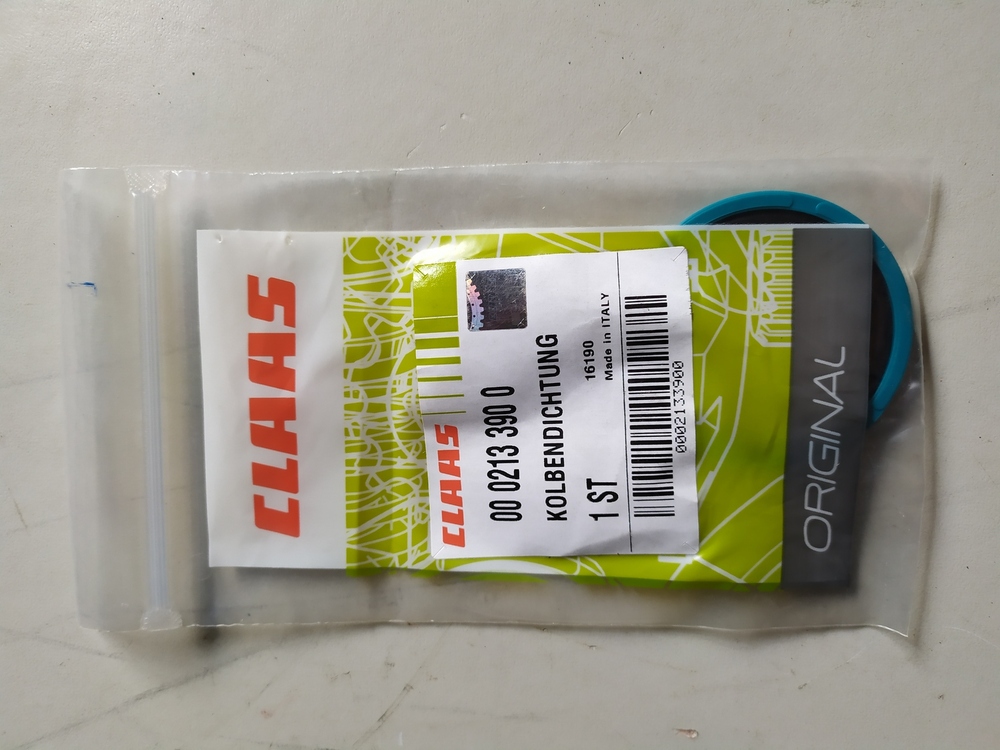 CLAAS
CLAAS
00 0213 390 0
KOLBENDICHTUNG
16190
1 ST
Made in ITALY
0002133900
ORIGINAL